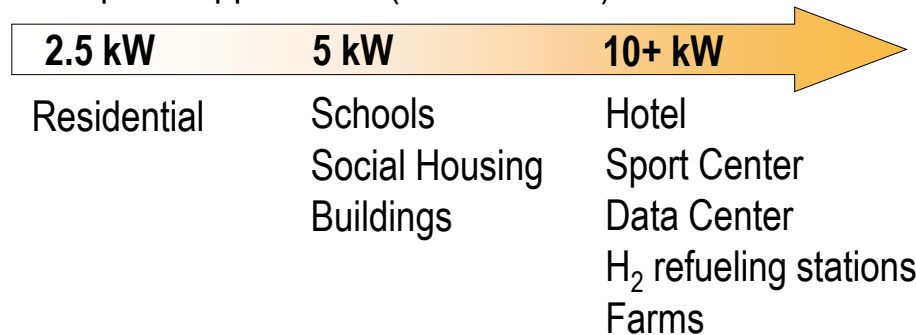 2.5 kW 5 kW 10+ kW
Residential Schools Hotel
Social Housing Sport Center
Buildings Data Center
H₂ refueling stations
Farms